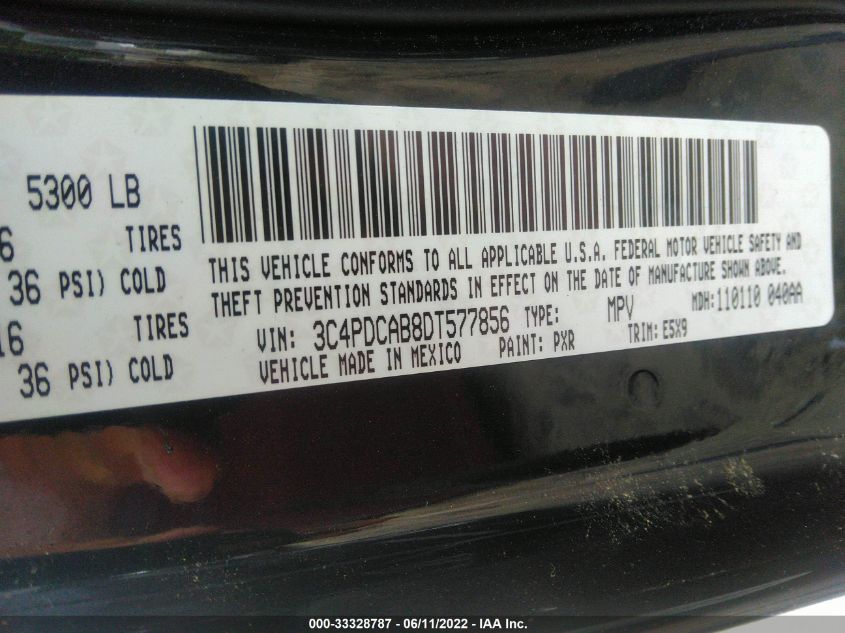 5300 LB
6 TIRES
36 PSI) COLD
16 TIRES
36 PSI) COLD
THIS VEHICLE CONFORMS TO ALL APPLICABLE U.S.A. FEDERAL MOTOR VEHICLE SAFETY AND
THEFT PREVENTION STANDARDS IN EFFECT ON THE DATE OF MANUFACTURE SHOWN ABOVE.
VIN: 3C4PDCAB8DT577856 TYPE: MPV MDH:110110 040AA
VEHICLE MADE IN MEXICO PAINT: PXR TRIM: E5X9
000-33328787 - 06/11/2022 - IAA Inc.